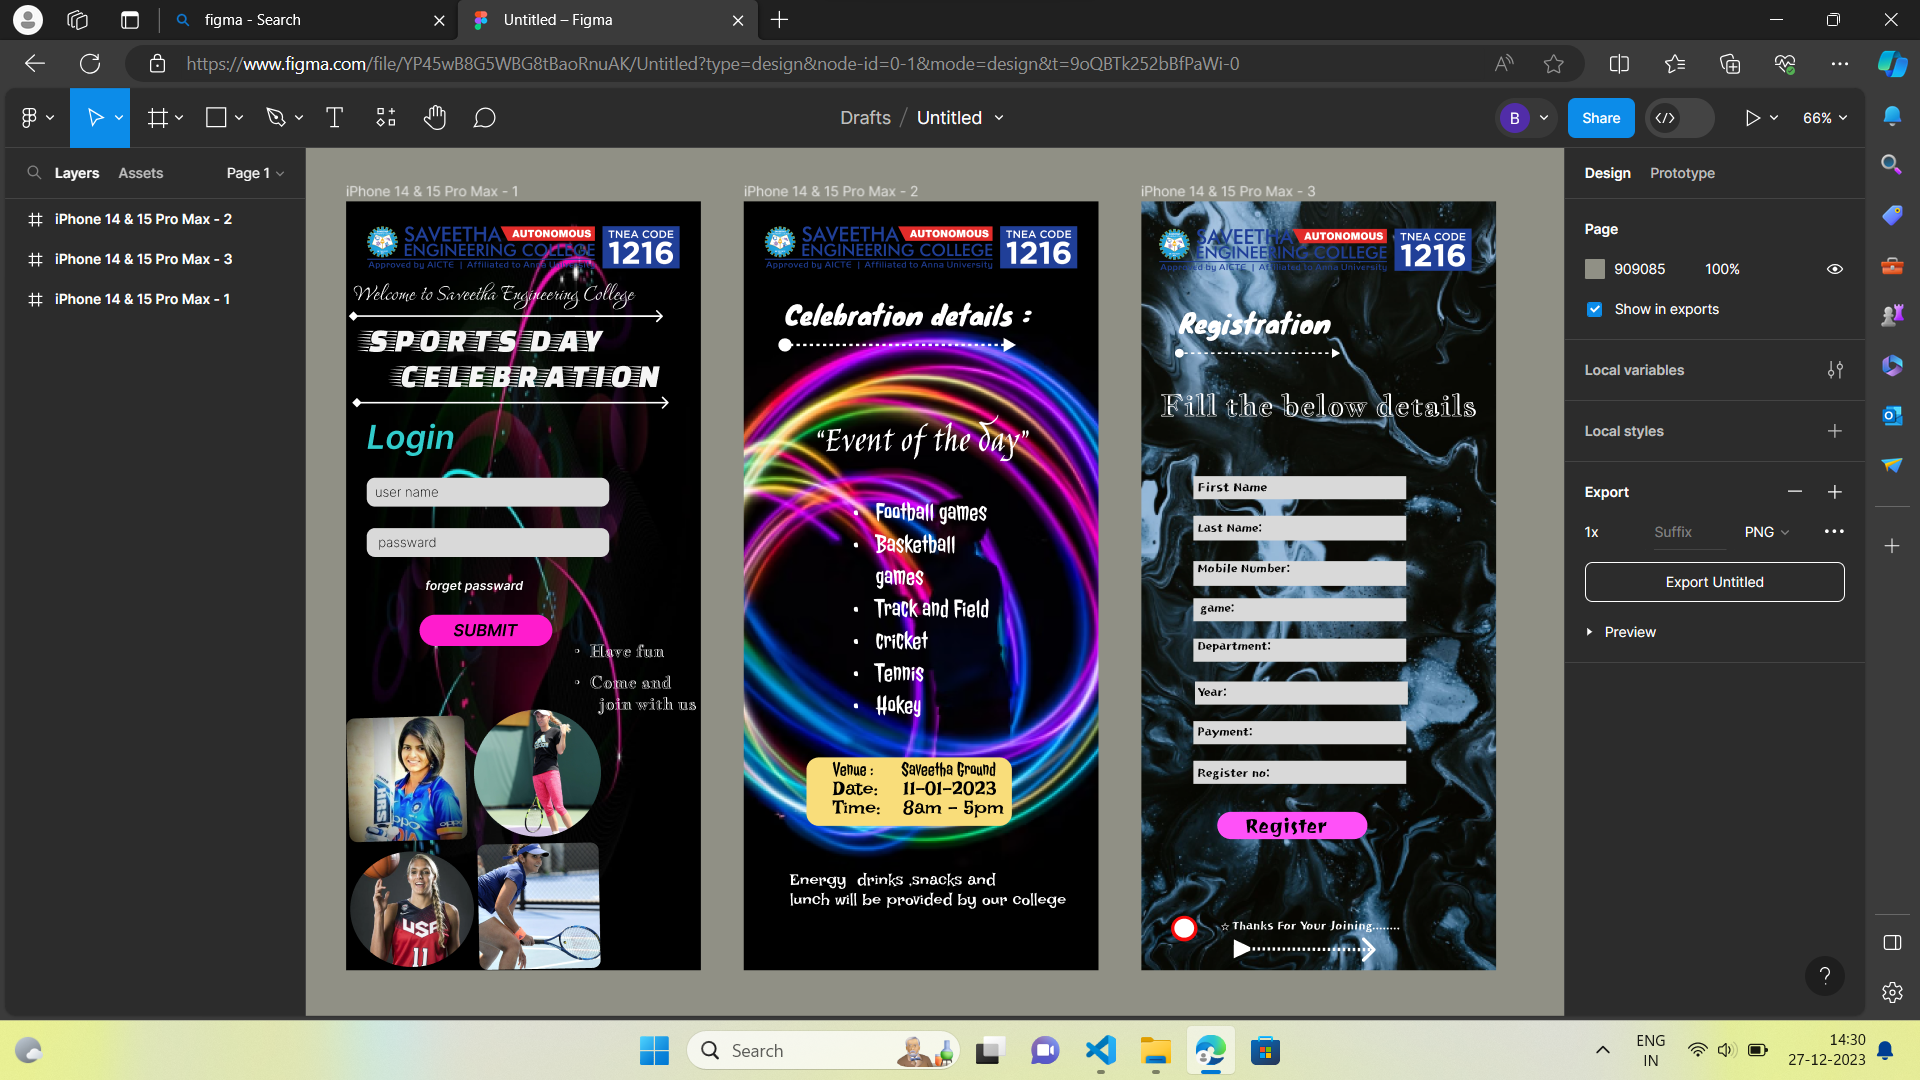 figma - Search
Untitled – Figma
https://www.figma.com/file/YP45wB8G5WBG8tBaoRnuAK/Untitled?type=design&node-id=0-1&mode=design&t=9oQBTk252bBfPaWi-0
Drafts / Untitled
B
Share
66%
Layers
Assets
Page 1
iPhone 14 & 15 Pro Max - 2
iPhone 14 & 15 Pro Max - 3
iPhone 14 & 15 Pro Max - 1
iPhone 14 & 15 Pro Max - 1
SAVEETHA AUTONOMOUS
ENGINEERING COLLEGE
Approved by AICTE | Affiliated to Anna University
TNEA CODE
1216
Welcome to Saveetha Engineering College
SPORTS DAY
CELEBRATION
Login
user name
passward
forget passward
SUBMIT
• Have fun
• Come and
join with us
HRS
oppo
oppo
USA
11
iPhone 14 & 15 Pro Max - 2
SAVEETHA AUTONOMOUS
ENGINEERING COLLEGE
Approved by AICTE | Affiliated to Anna University
TNEA CODE
1216
Celebration details :
“Event of the day”
• Football games
• Basketball
games
• Track and Field
• cricket
• Tennis
• Hokey
Venue : Saveetha Ground
Date: 11-01-2023
Time: 8am - 5pm
Energy drinks ,snacks and
lunch will be provided by our college
iPhone 14 & 15 Pro Max - 3
SAVEETHA AUTONOMOUS
ENGINEERING COLLEGE
Approved by AICTE | Affiliated to Anna University
TNEA CODE
1216
Registration
Fill the below details
First Name
Last Name:
Mobile Number:
game:
Department:
Year:
Payment:
Register no:
Register
☆ Thanks For Your Joining........
Design
Prototype
Page
909085
100%
Show in exports
Local variables
Local styles
Export
1x
Suffix
PNG
Export Untitled
Preview
?
Search
ENG
IN
14:30
27-12-2023